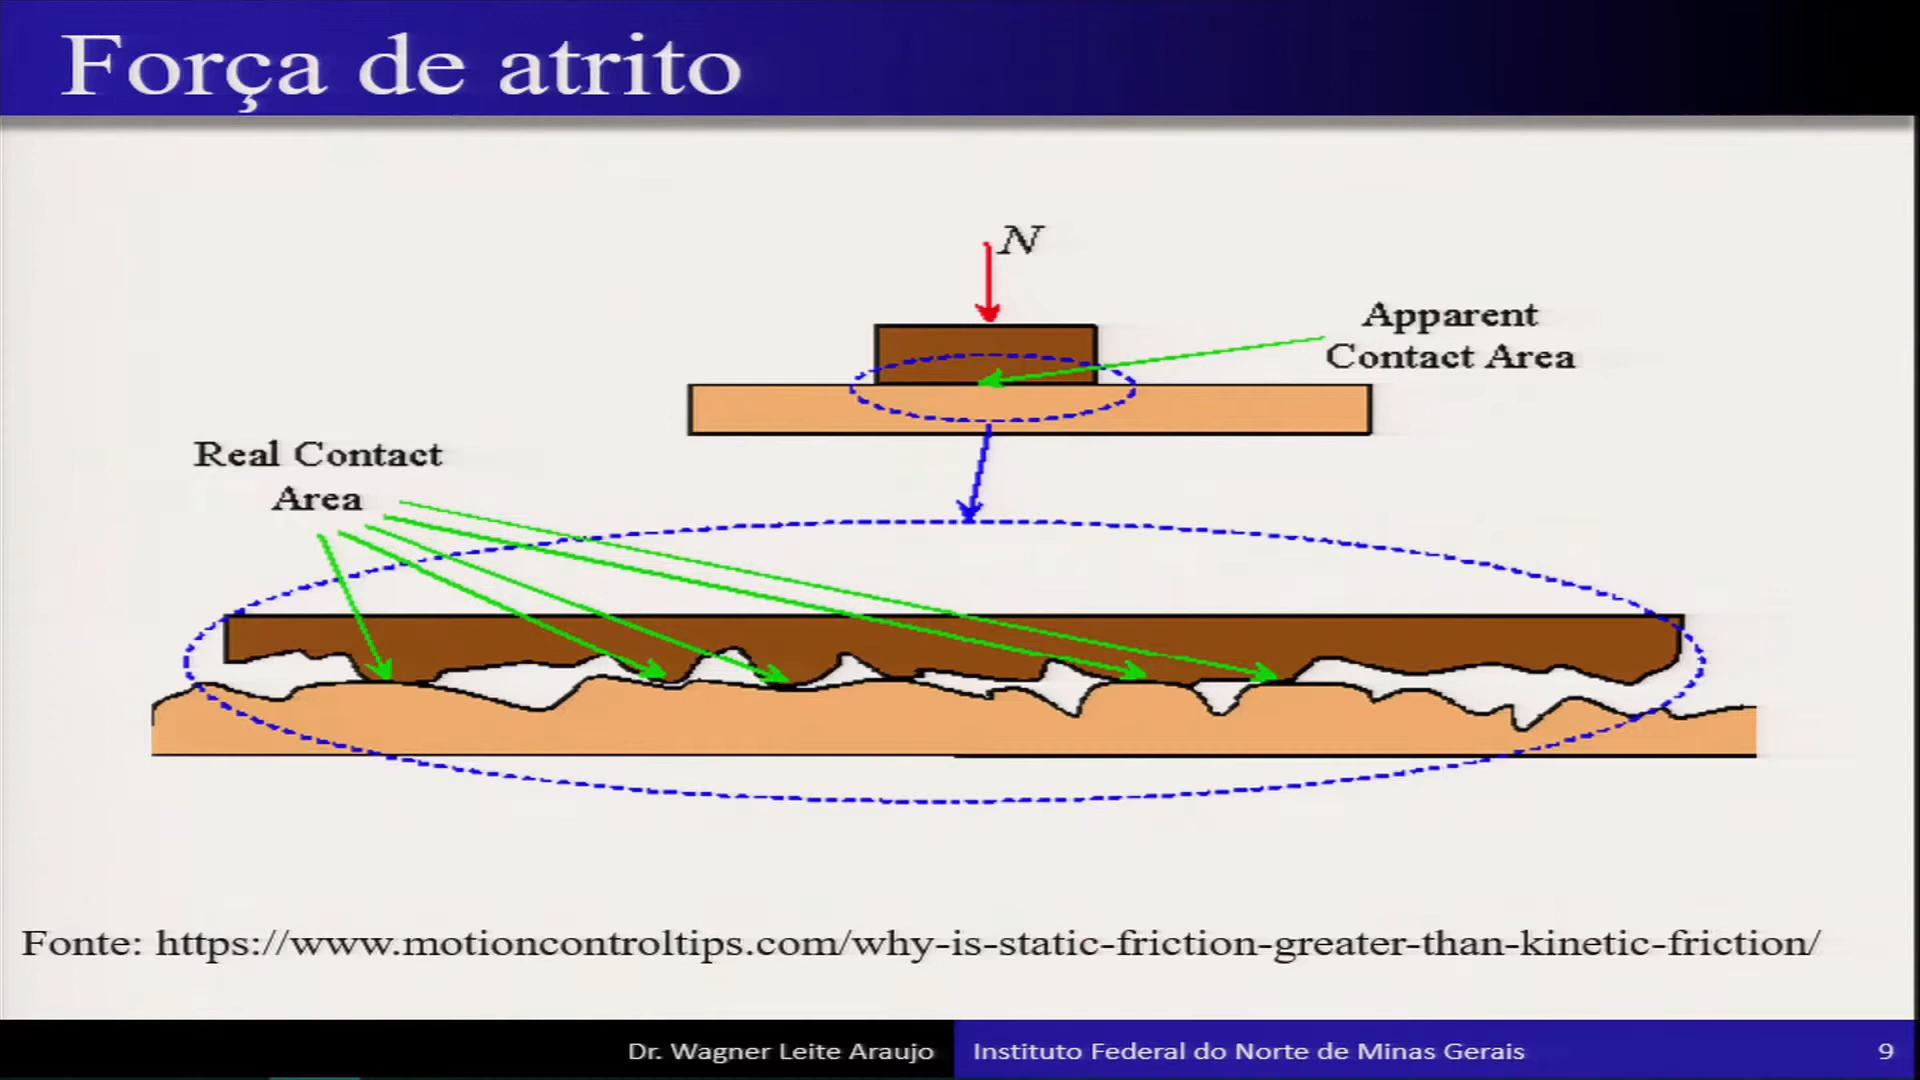 Força de atrito
N
Apparent
Contact Area
Real Contact
Area
Fonte: https://www.motioncontroltips.com/why-is-static-friction-greater-than-kinetic-friction/
Dr. Wagner Leite Araujo
Instituto Federal do Norte de Minas Gerais
9